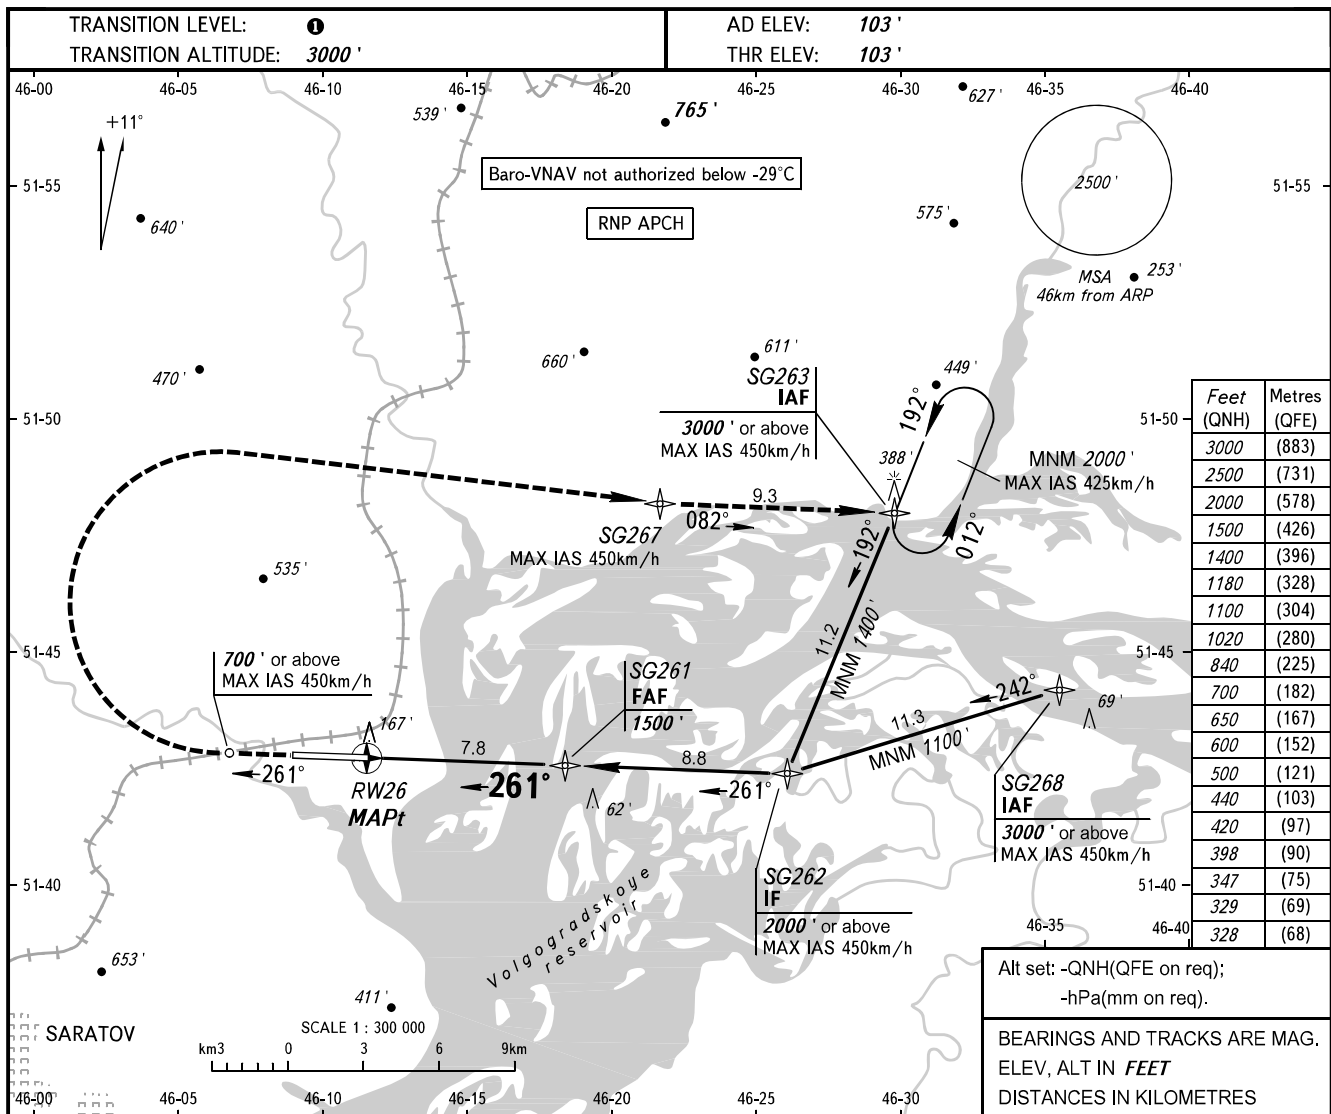 TRANSITION LEVEL: ❶
TRANSITION ALTITUDE: 3000 '
AD ELEV: 103 '
THR ELEV: 103 '
46-00 46-05 46-10 46-15 46-20 46-25 46-30 46-35 46-40
539 '
765 '
627 '
+11°
Baro-VNAV not authorized below -29°C
51-55
2500 '
51-55
RNP APCH
640 '
575 '
MSA
46km from ARP
253 '
470 '
660 '
611 '
449 '
SG263
IAF
3000 ' or above
MAX IAS 450km/h
51-50
51-50
192°
388 '
MNM 2000 '
MAX IAS 425km/h
012°
9.3
082°
SG267
MAX IAS 450km/h
192°
535 '
11.2
MNM 1400'
51-45
51-45
700 ' or above
MAX IAS 450km/h
SG261
FAF
1500 '
242°
11.3
MNM 1100'
69 '
167 '
7.8
8.8
261°
RW26
MAPt
261°
261°
62 '
SG268
IAF
3000 ' or above
MAX IAS 450km/h
SG262
IF
2000 ' or above
MAX IAS 450km/h
51-40
51-40
46-35
46-40
Volgogradskoye
reservoir
653 '
411 '
SARATOV
SCALE 1 : 300 000
km3 0 3 6 9km
46-00 46-05 46-10 46-15 46-20 46-25 46-30
Feet Metres
(QNH) (QFE)
3000 (883)
2500 (731)
2000 (578)
1500 (426)
1400 (396)
1180 (328)
1100 (304)
1020 (280)
840 (225)
700 (182)
650 (167)
600 (152)
500 (121)
440 (103)
420 (97)
398 (90)
347 (75)
329 (69)
328 (68)
Alt set: -QNH(QFE on req);
-hPa(mm on req).
BEARINGS AND TRACKS ARE MAG.
ELEV, ALT IN FEET
DISTANCES IN KILOMETRES